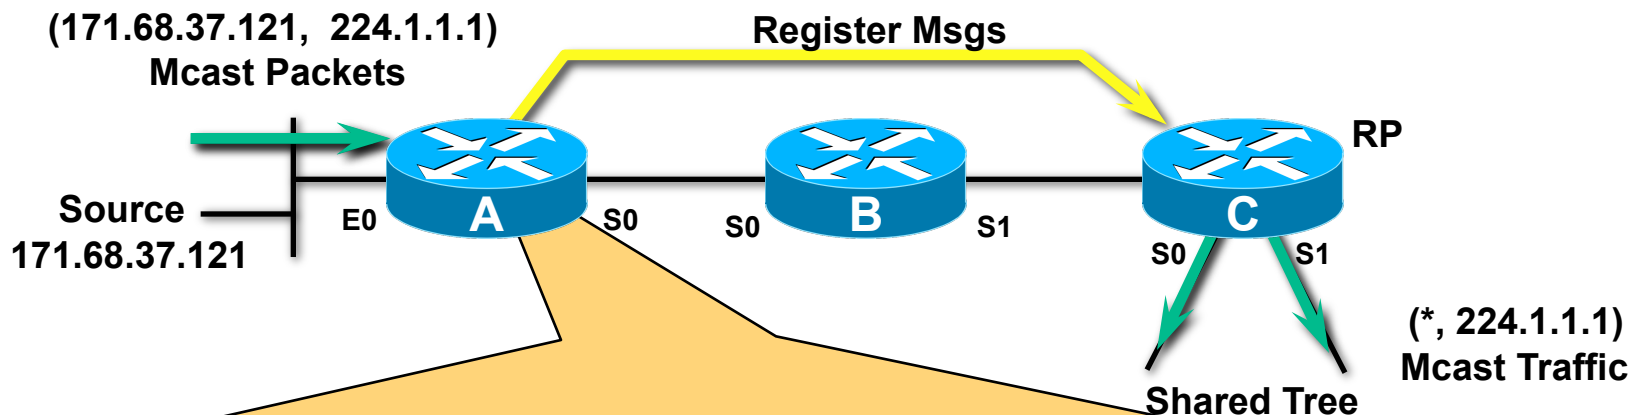 (171.68.37.121, 224.1.1.1)
Mcast Packets
Register Msgs
RP
Source
171.68.37.121
E0
A
S0
S0
B
S1
C
S0
S1
(*, 224.1.1.1)
Mcast Traffic
Shared Tree